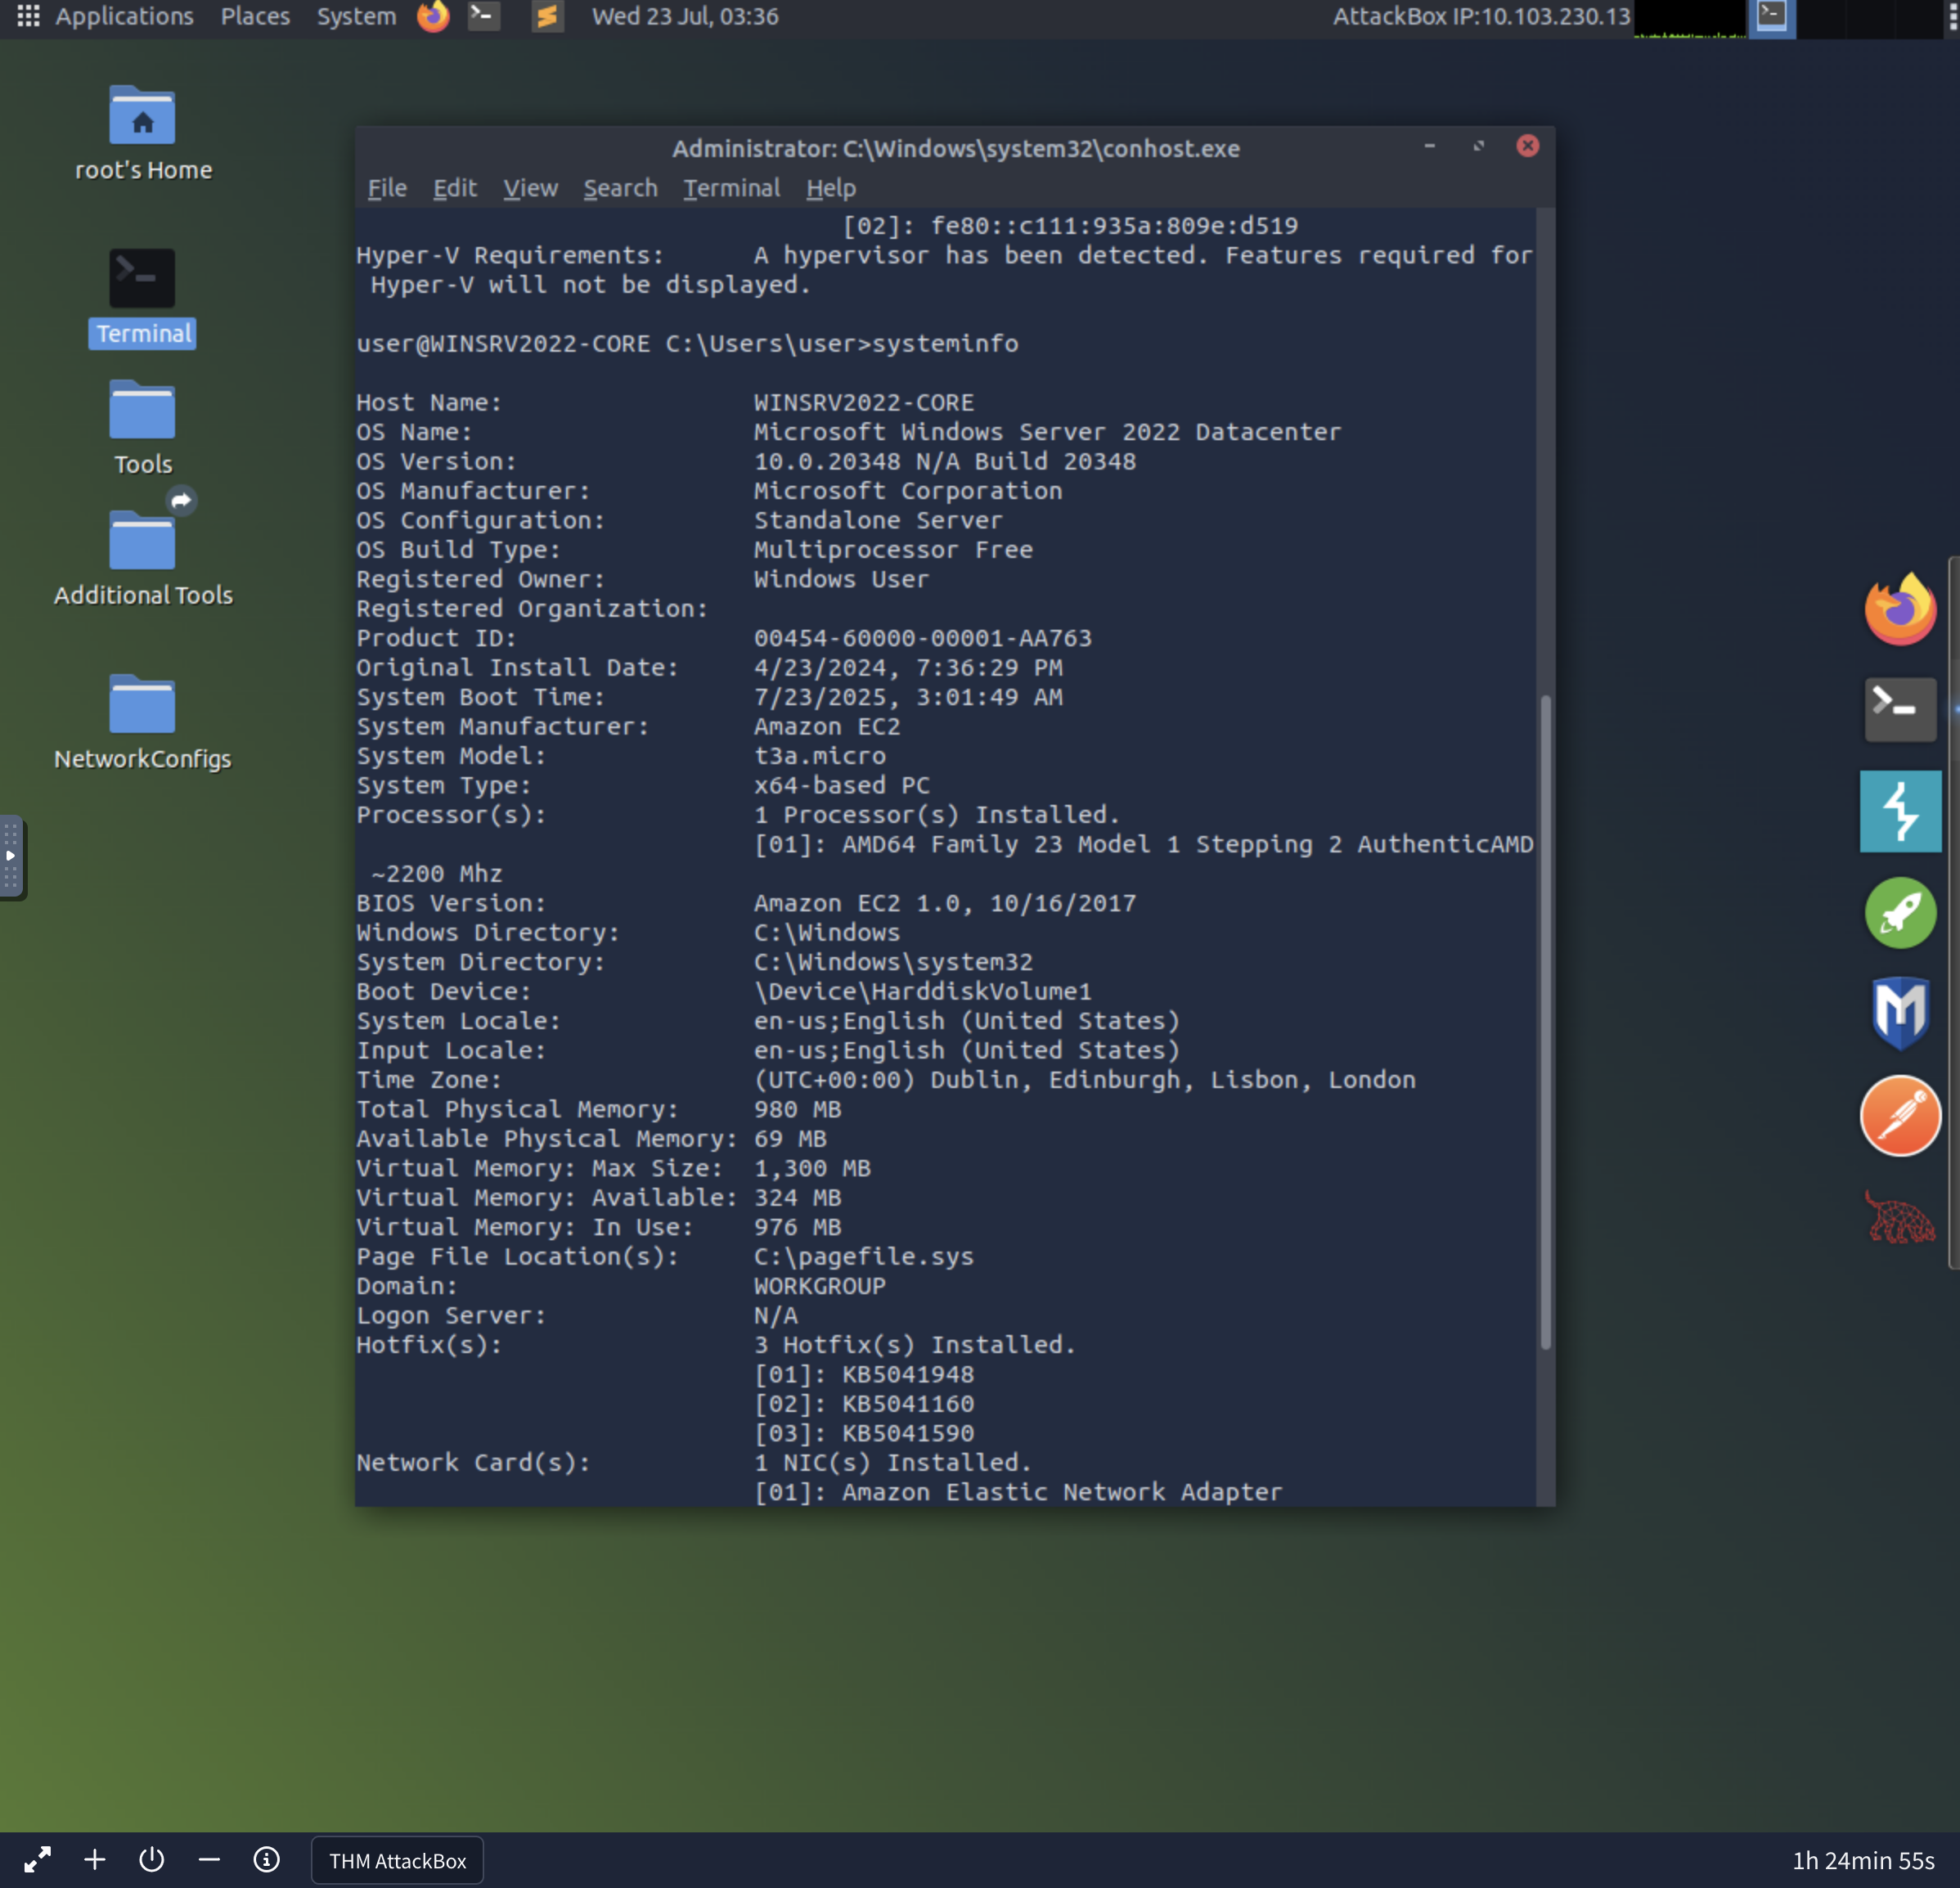 Applications Places System Wed 23 Jul, 03:36 AttackBox IP:10.103.230.13
root's Home
Terminal
Tools
Additional Tools
NetworkConfigs
Administrator: C:\Windows\system32\conhost.exe
File Edit View Search Terminal Help
[02]: fe80::c111:935a:809e:d519
Hyper-V Requirements: A hypervisor has been detected. Features required for
Hyper-V will not be displayed.
user@WINSRV2022-CORE C:\Users\user>systeminfo
Host Name: WINSRV2022-CORE
OS Name: Microsoft Windows Server 2022 Datacenter
OS Version: 10.0.20348 N/A Build 20348
OS Manufacturer: Microsoft Corporation
OS Configuration: Standalone Server
OS Build Type: Multiprocessor Free
Registered Owner: Windows User
Registered Organization:
Product ID: 00454-60000-00001-AA763
Original Install Date: 4/23/2024, 7:36:29 PM
System Boot Time: 7/23/2025, 3:01:49 AM
System Manufacturer: Amazon EC2
System Model: t3a.micro
System Type: x64-based PC
Processor(s): 1 Processor(s) Installed.
[01]: AMD64 Family 23 Model 1 Stepping 2 AuthenticAMD
~2200 Mhz
BIOS Version: Amazon EC2 1.0, 10/16/2017
Windows Directory: C:\Windows
System Directory: C:\Windows\system32
Boot Device: \Device\HarddiskVolume1
System Locale: en-us;English (United States)
Input Locale: en-us;English (United States)
Time Zone: (UTC+00:00) Dublin, Edinburgh, Lisbon, London
Total Physical Memory: 980 MB
Available Physical Memory: 69 MB
Virtual Memory: Max Size: 1,300 MB
Virtual Memory: Available: 324 MB
Virtual Memory: In Use: 976 MB
Page File Location(s): C:\pagefile.sys
Domain: WORKGROUP
Logon Server: N/A
Hotfix(s): 3 Hotfix(s) Installed.
[01]: KB5041948
[02]: KB5041160
[03]: KB5041590
Network Card(s): 1 NIC(s) Installed.
[01]: Amazon Elastic Network Adapter
THM AttackBox 1h 24min 55s